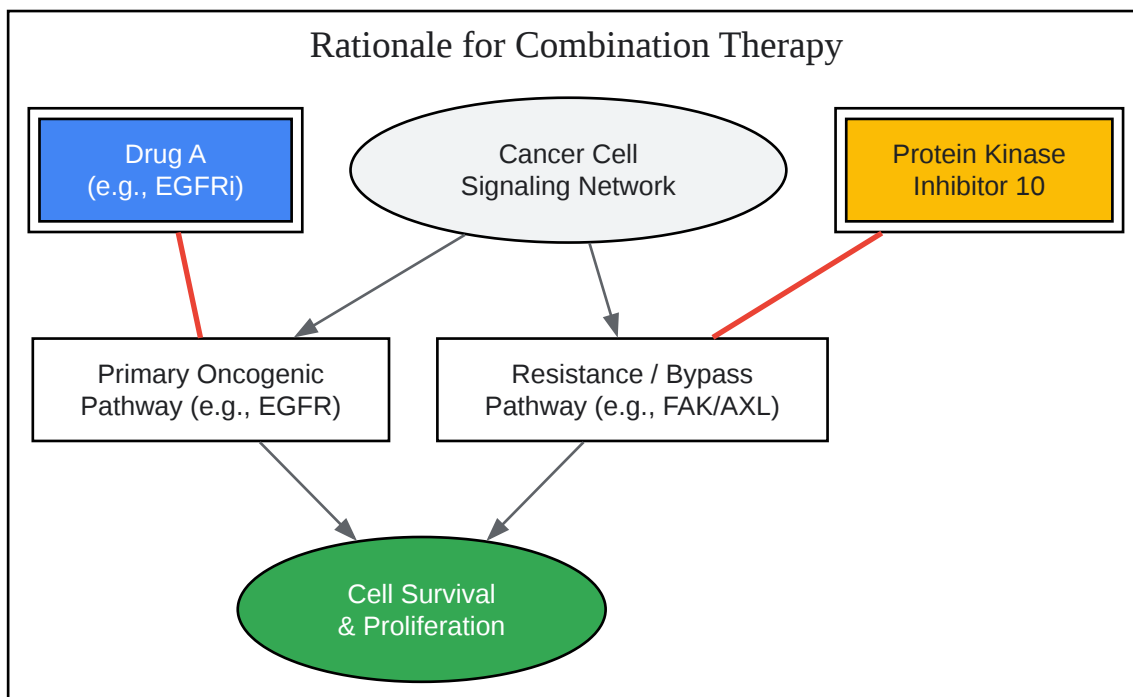 Rationale for Combination Therapy
Drug A
(e.g., EGFRi)
Cancer Cell
Signaling Network
Protein Kinase
Inhibitor 10
Primary Oncogenic
Pathway (e.g., EGFR)
Resistance / Bypass
Pathway (e.g., FAK/AXL)
Cell Survival
& Proliferation